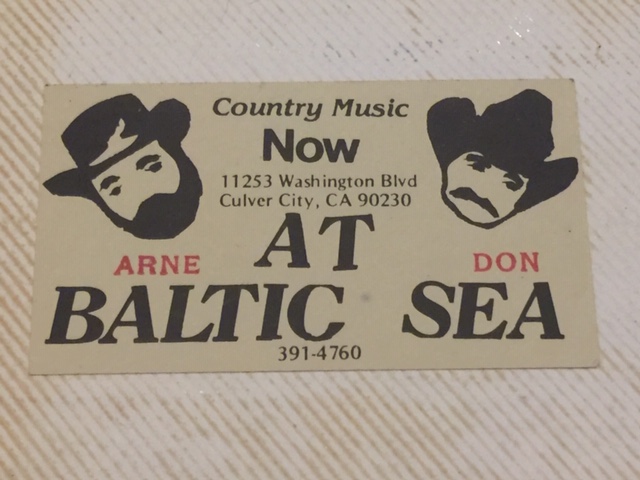 Country Music
Now
11253 Washington Blvd
Culver City, CA 90230
AT
ARNE DON
BALTIC SEA
391-4760